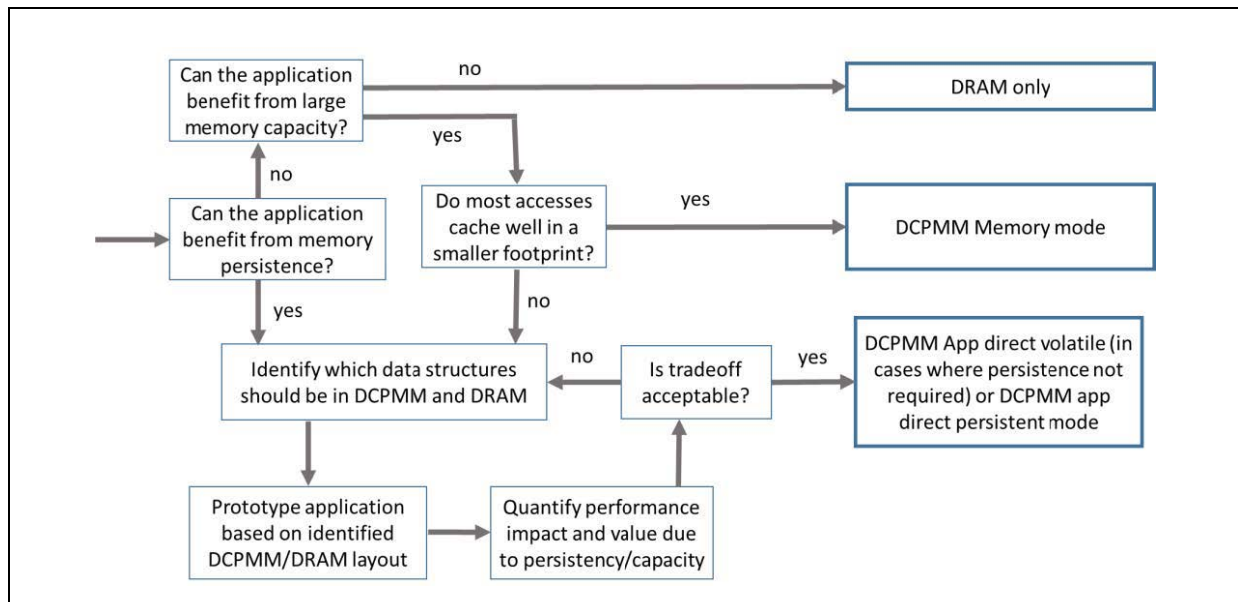 Can the application
benefit from large
memory capacity?
no
yes
DRAM only
no
Can the application
benefit from memory
persistence?
yes
Do most accesses
cache well in a
smaller footprint?
yes
no
DCPMM Memory mode
Identify which data structures
should be in DCPMM and DRAM
no
Is tradeoff
acceptable?
yes
DCPMM App direct volatile (in
cases where persistence not
required) or DCPMM app
direct persistent mode
Prototype application
based on identified
DCPMM/DRAM layout
Quantify performance
impact and value due
to persistency/capacity